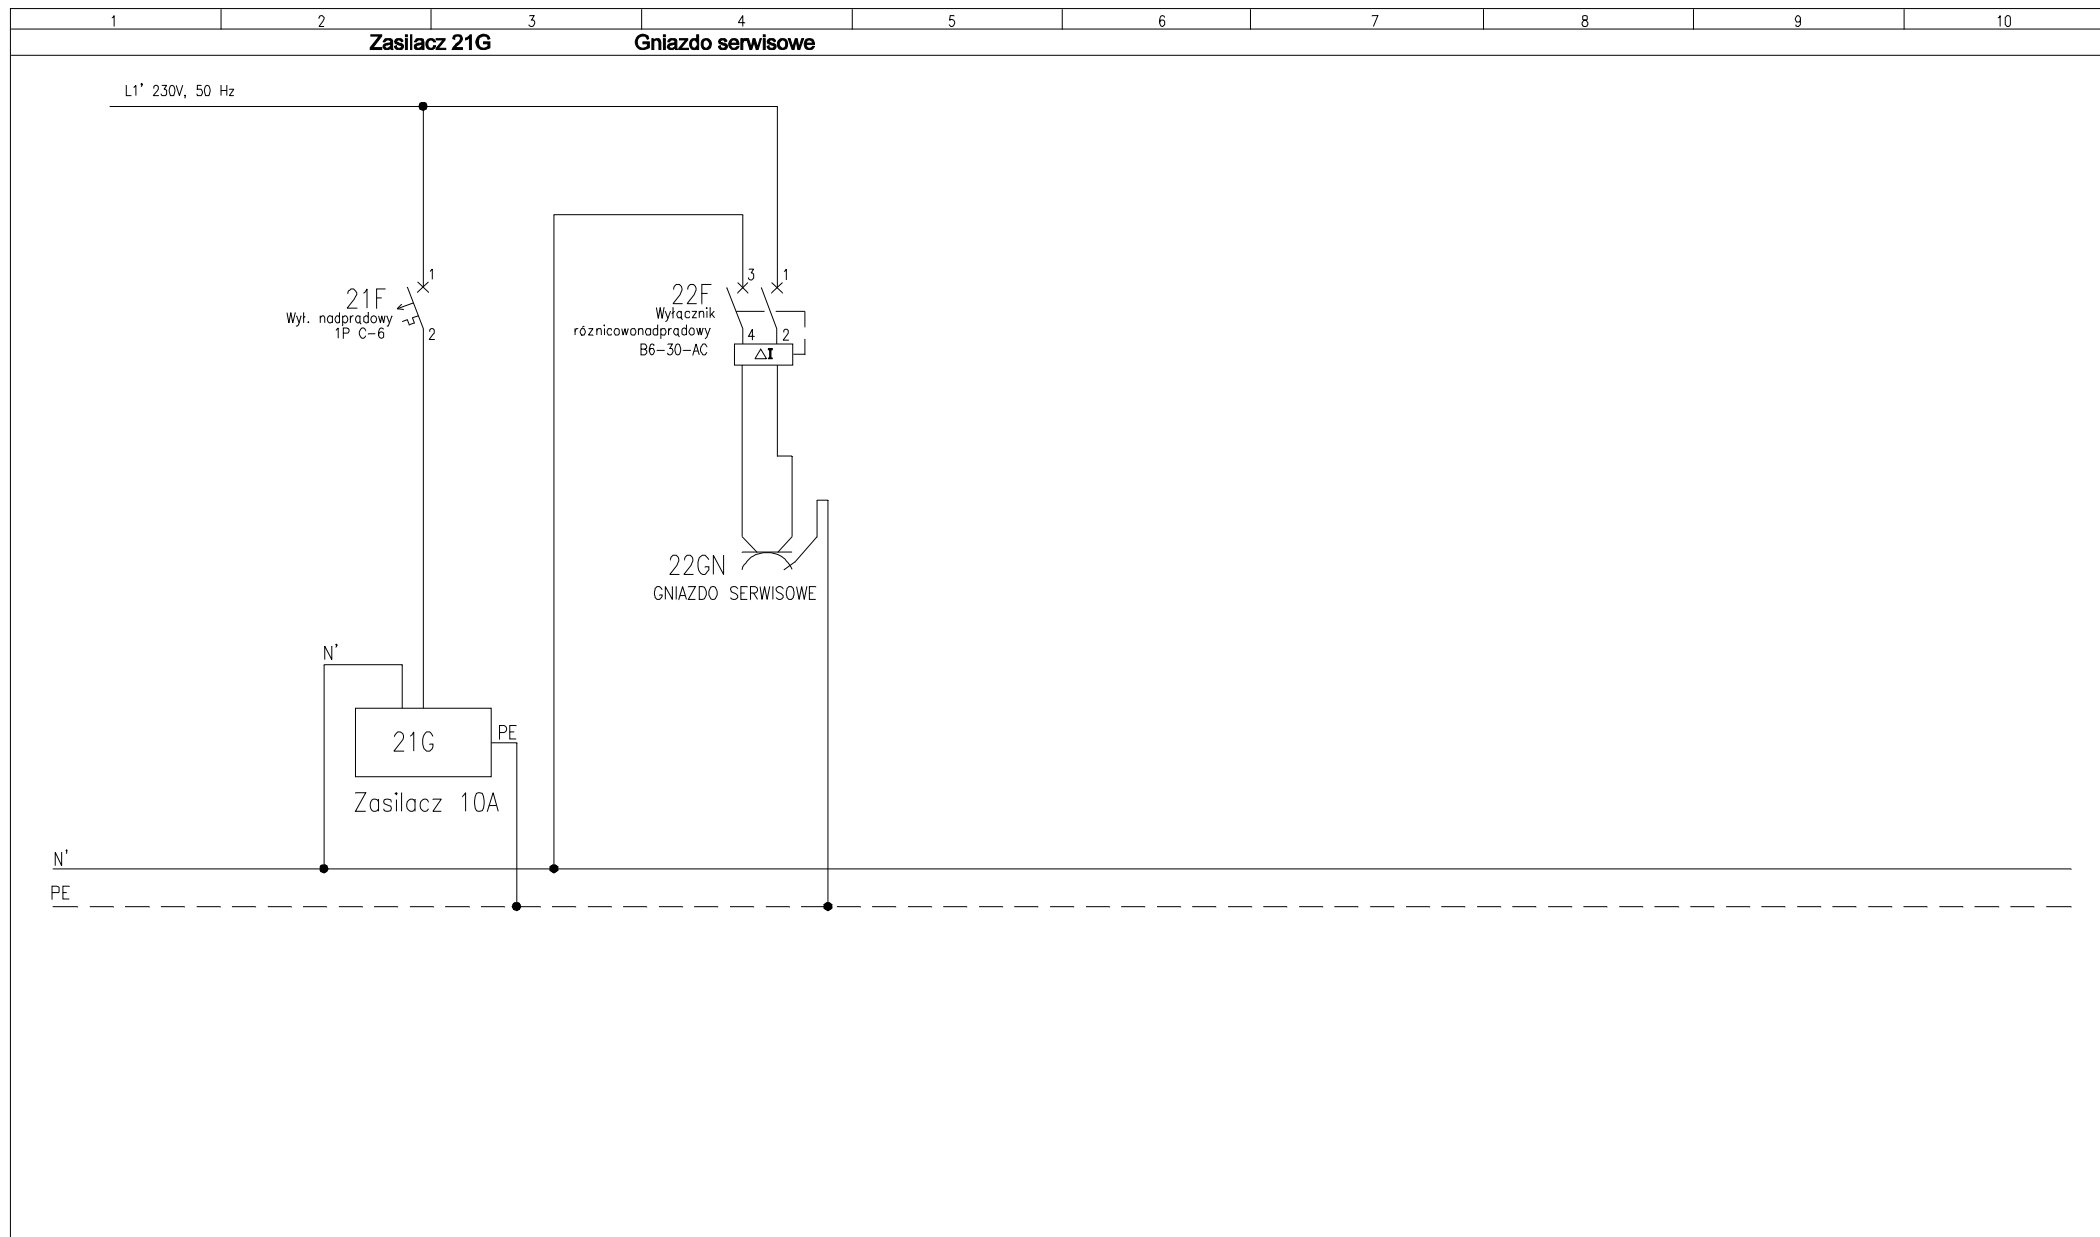 1 2 3 4 5 6 7 8 9 10
Zasilacz 21G Gniazdo serwisowe
L1' 230V, 50 Hz
1
21F
Wył. nadprądowy
1P C-6
2
3 1
22F
Wyłącznik
róznicowonadprądowy
B6-30-AC
4 2
△I
22GN
GNIAZDO SERWISOWE
N'
21G
PE
Zasilacz 10A
N'
PE